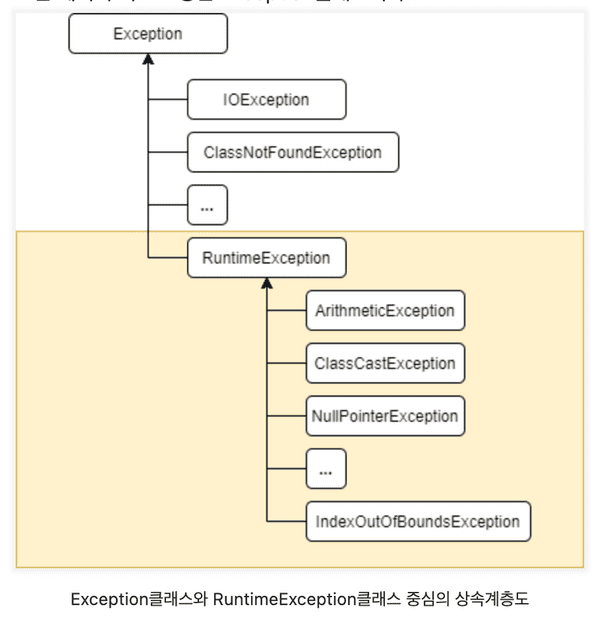 Exception
IOException
ClassNotFoundException
...
RuntimeException
ArithmeticException
ClassCastException
NullPointerException
...
IndexOutOfBoundsException
Exception클래스와 RuntimeException클래스 중심의 상속계층도